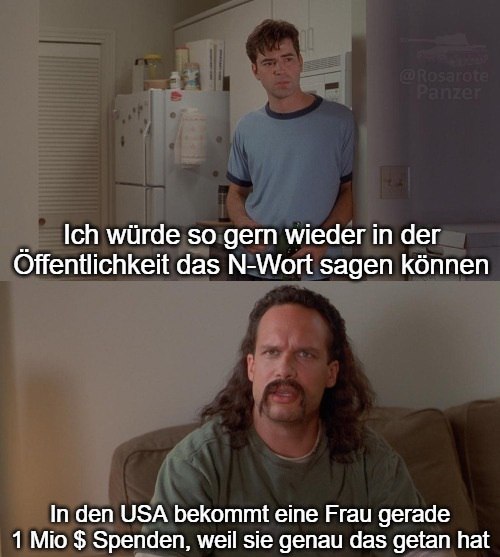 @Rosarote
Panzer
Ich würde so gern wieder in der
Öffentlichkeit das N-Wort sagen können
In den USA bekommt eine Frau gerade
1 Mio $ Spenden, weil sie genau das getan hat